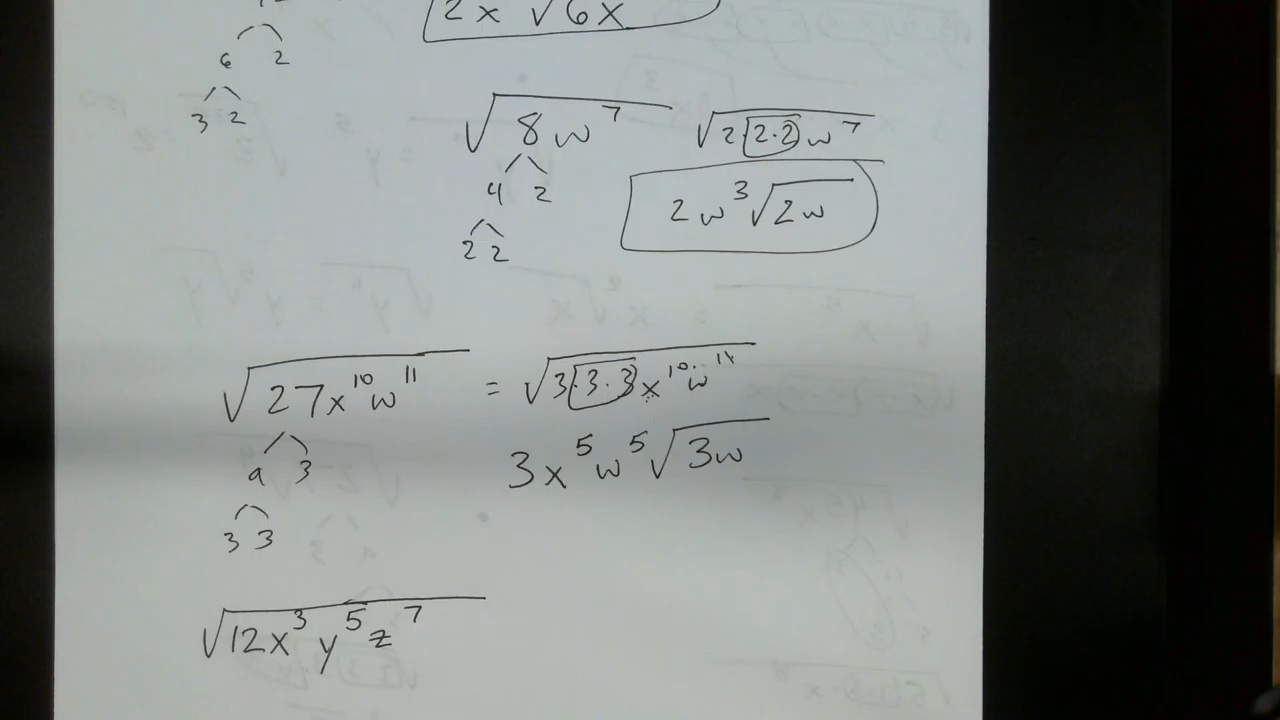 2x √6x
6 2
3 2
√8w^7 √2 2·2 w^7
4 2
2w^3 √2w
2 2
√27x^10 w^11 = √3·3·3 x^10 w^11
9 3
3x^5 w^5 √3w
3 3
√12x^3 y^5 z^7